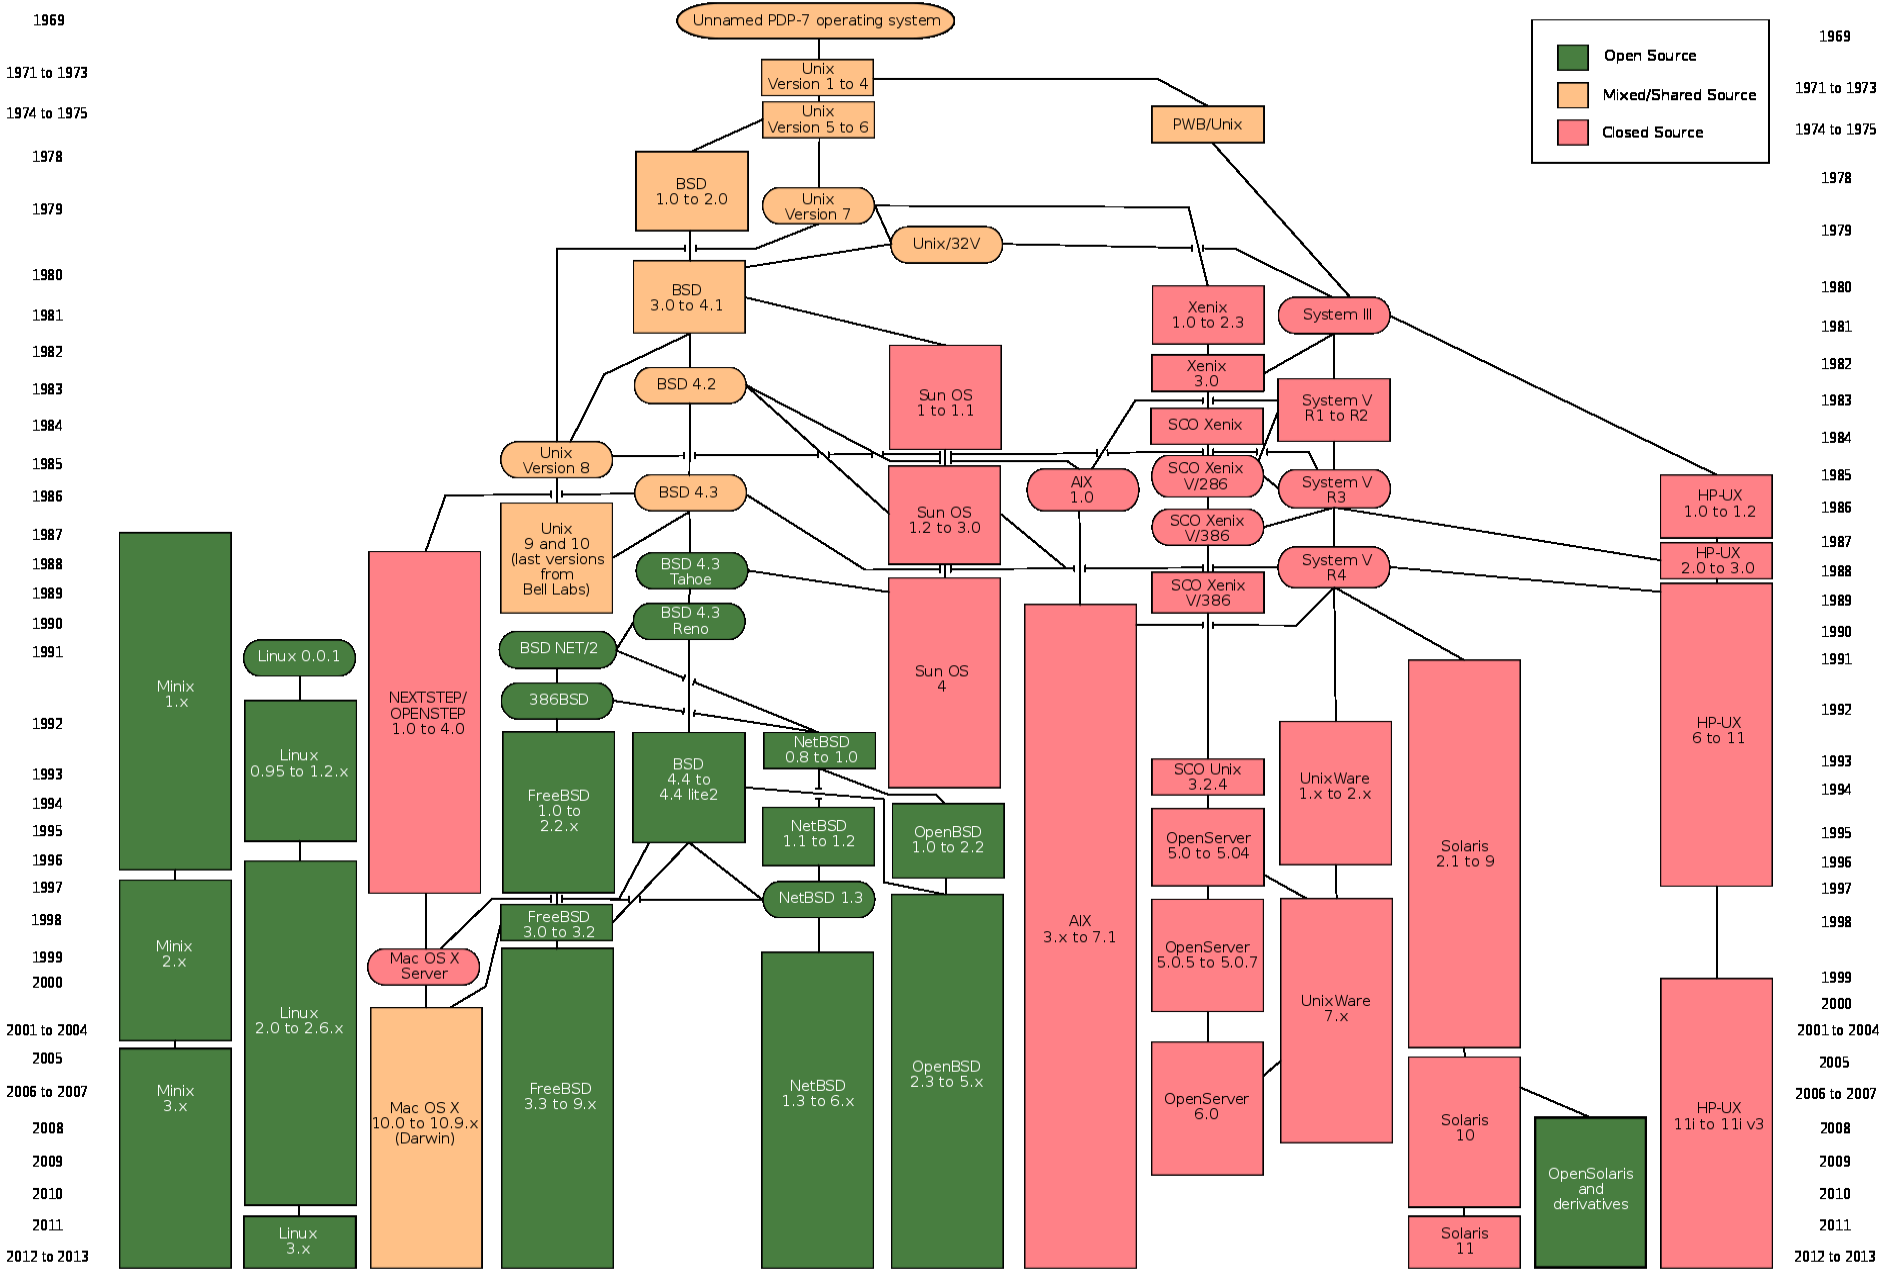 1969
1971 to 1973
1974 to 1975
1978
1979
1980
1981
1982
1983
1984
1985
1986
1987
1988
1989
1990
1991
1992
1993
1994
1995
1996
1997
1998
1999
2000
2001 to 2004
2005
2006 to 2007
2008
2009
2010
2011
2012 to 2013
Unnamed PDP-7 operating system
Unix
Version 1 to 4
Unix
Version 5 to 6
PWB/Unix
BSD
1.0 to 2.0
Unix
Version 7
Unix/32V
BSD
3.0 to 4.1
Xenix
1.0 to 2.3
System III
Xenix
3.0
BSD 4.2
Sun OS
1 to 1.1
System V
R1 to R2
SCO Xenix
Unix
Version 8
SCO Xenix
V/286
AIX
1.0
System V
R3
BSD 4.3
HP-UX
1.0 to 1.2
Sun OS
1.2 to 3.0
SCO Xenix
V/386
Unix
9 and 10
(last versions
from
Bell Labs)
HP-UX
2.0 to 3.0
BSD 4.3
Tahoe
System V
R4
SCO Xenix
V/386
BSD 4.3
Reno
BSD NET/2
Linux 0.0.1
Minix
1.x
Sun OS
4
386BSD
NEXTSTEP/
OPENSTEP
1.0 to 4.0
HP-UX
6 to 11
NetBSD
0.8 to 1.0
Linux
0.95 to 1.2.x
BSD
4.4 to
4.4 lite2
SCO Unix
3.2.4
UnixWare
1.x to 2.x
FreeBSD
1.0 to
2.2.x
NetBSD
1.1 to 1.2
OpenBSD
1.0 to 2.2
OpenServer
5.0 to 5.04
Solaris
2.1 to 9
NetBSD 1.3
FreeBSD
3.0 to 3.2
AIX
3.x to 7.1
Minix
2.x
Mac OS X
Server
OpenServer
5.0.5 to 5.0.7
Linux
2.0 to 2.6.x
UnixWare
7.x
OpenBSD
2.3 to 5.x
Minix
3.x
FreeBSD
3.3 to 9.x
NetBSD
1.3 to 6.x
OpenServer
6.0
Mac OS X
10.0 to 10.9.x
(Darwin)
Solaris
10
HP-UX
11i to 11i v3
OpenSolaris
and
derivatives
Linux
3.x
Solaris
11
Open Source
Mixed/Shared Source
Closed Source
1969
1971 to 1973
1974 to 1975
1978
1979
1980
1981
1982
1983
1984
1985
1986
1987
1988
1989
1990
1991
1992
1993
1994
1995
1996
1997
1998
1999
2000
2001 to 2004
2005
2006 to 2007
2008
2009
2010
2011
2012 to 2013